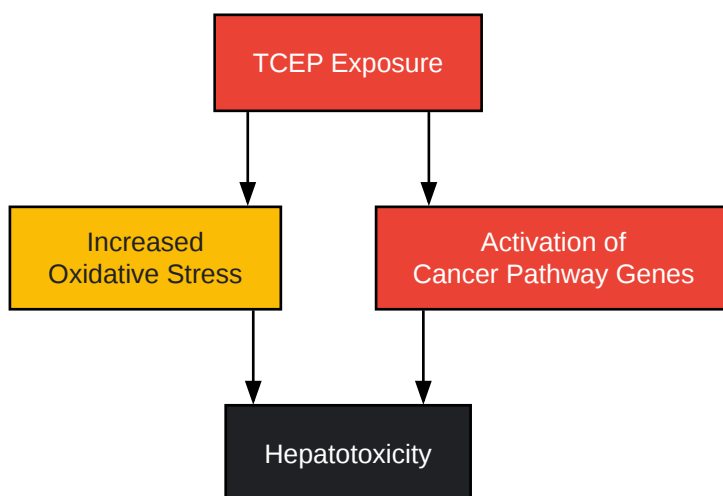 TCEP Exposure
Increased
Oxidative Stress
Activation of
Cancer Pathway Genes
Hepatotoxicity